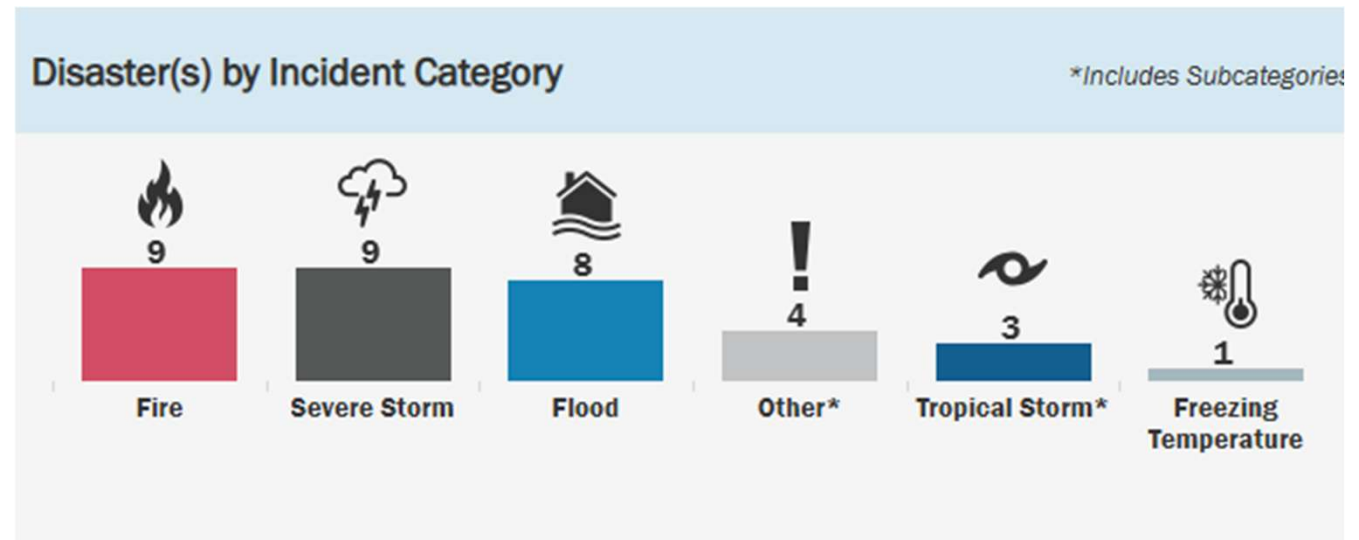 Disaster(s) by Incident Category
*Includes Subcategories
9
9
8
4
3
1
Fire
Severe Storm
Flood
Other*
Tropical Storm*
Freezing
Temperature